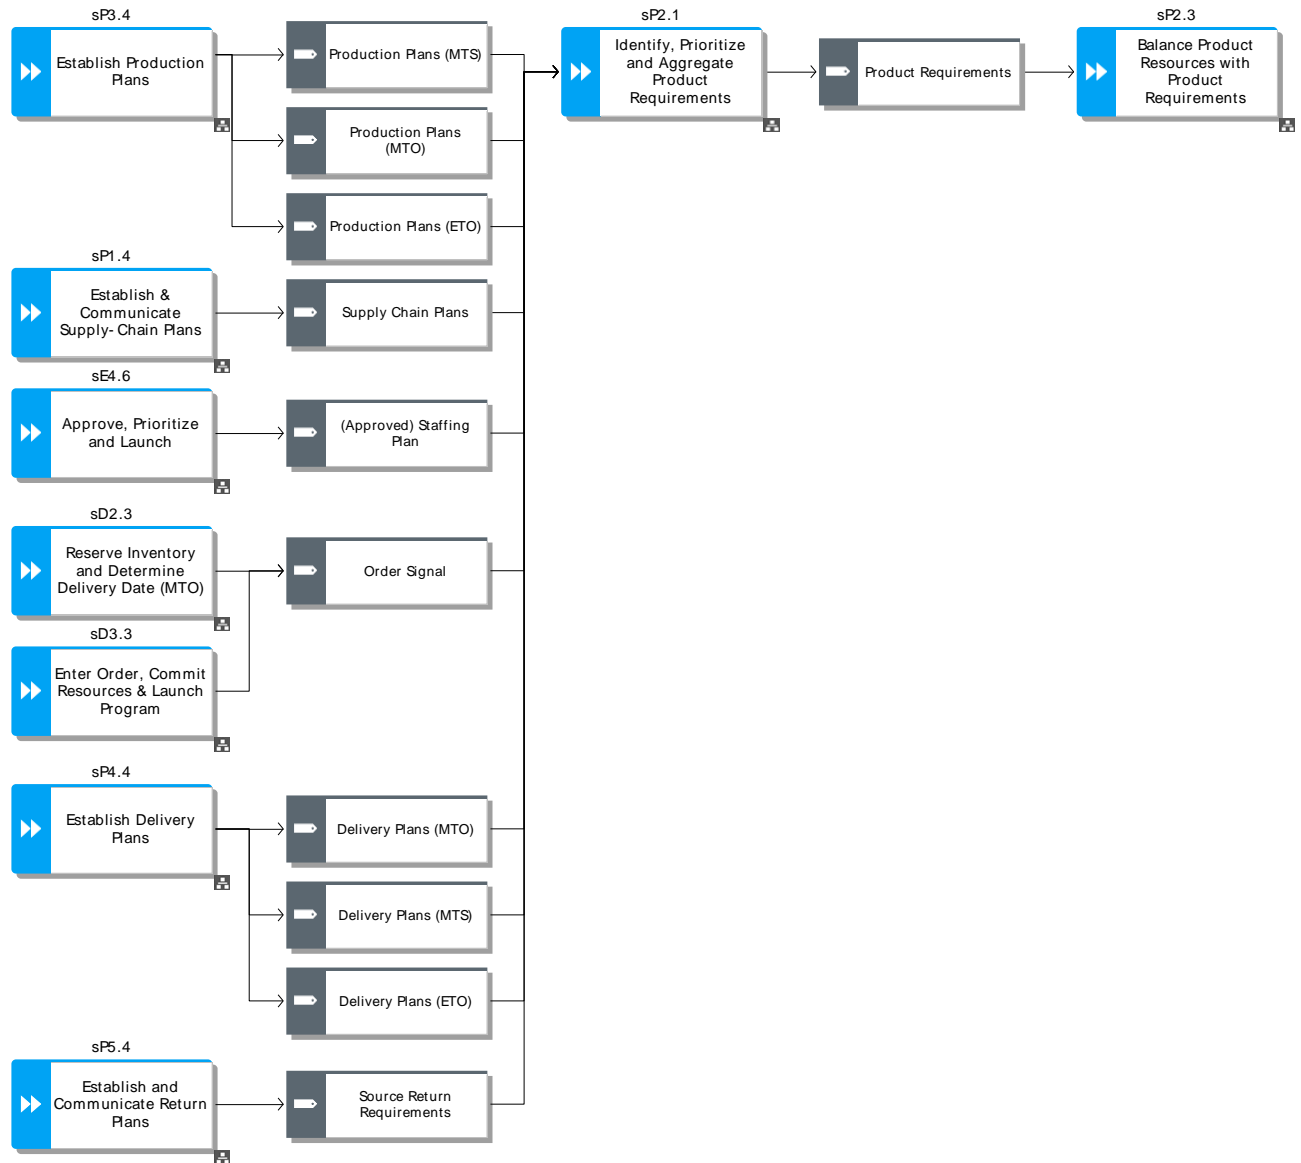 sP3.4
Establish Production
Plans
Production Plans (MTS)
Production Plans
(MTO)
Production Plans (ETO)
sP2.1
Identify, Prioritize
and Aggregate
Product
Requirements
Product Requirements
sP2.3
Balance Product
Resources with
Product
Requirements
sP1.4
Establish &
Communicate
Supply- Chain Plans
Supply Chain Plans
sE4.6
Approve, Prioritize
and Launch
(Approved) Staffing
Plan
sD2.3
Reserve Inventory
and Determine
Delivery Date (MTO)
Order Signal
sD3.3
Enter Order, Commit
Resources & Launch
Program
sP4.4
Establish Delivery
Plans
Delivery Plans (MTO)
Delivery Plans (MTS)
Delivery Plans (ETO)
sP5.4
Establish and
Communicate Return
Plans
Source Return
Requirements